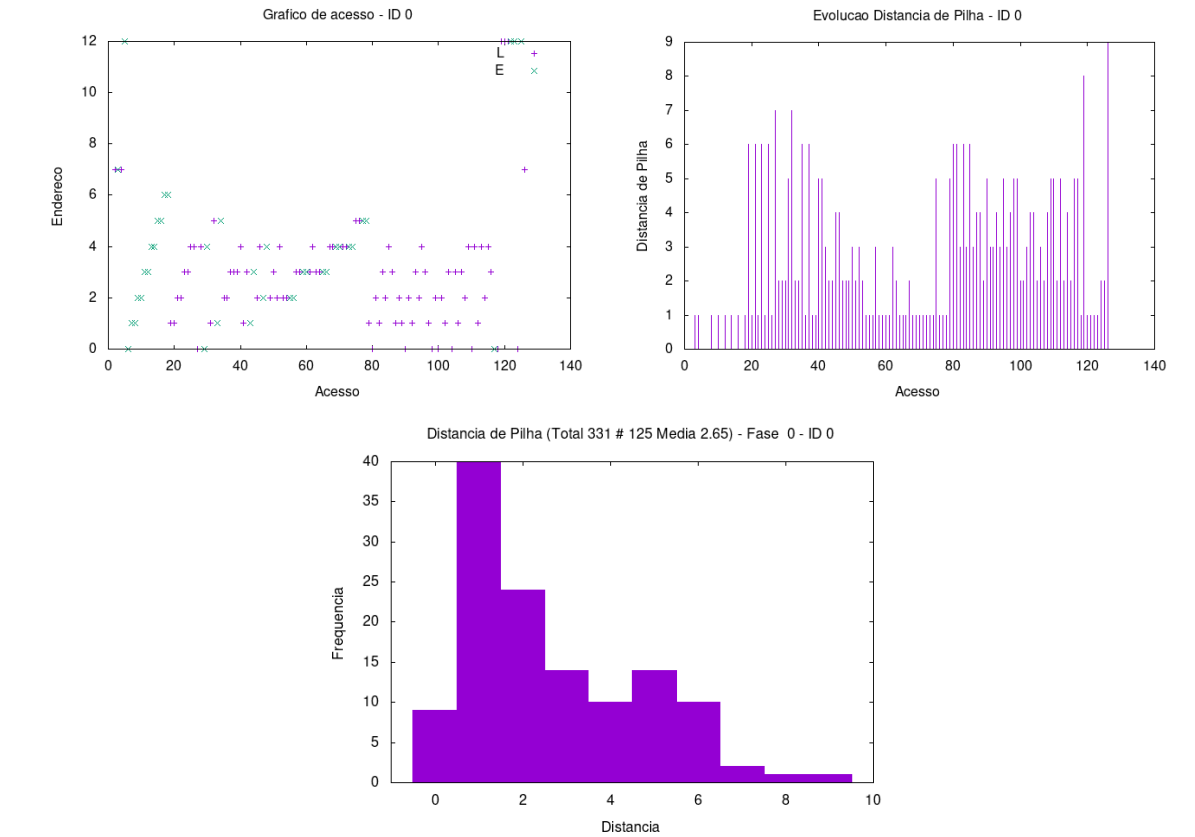 Grafico de acesso - ID 0
12
10
8
6
4
2
0
Endereco
L
E
0 20 40 60 80 100 120 140
Acesso
Evolucao Distancia de Pilha - ID 0
9
8
7
6
5
4
3
2
1
0
Distancia de Pilha
0 20 40 60 80 100 120 140
Acesso
Distancia de Pilha (Total 331 # 125 Media 2.65) - Fase  0 - ID 0
40
35
30
25
20
15
10
5
0
Frequencia
0 2 4 6 8 10
Distancia